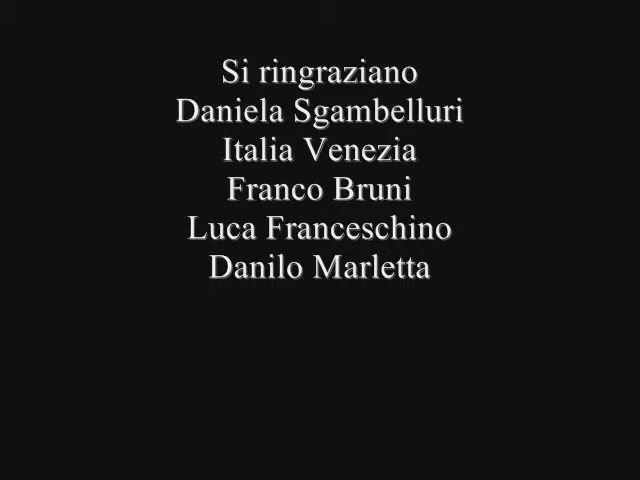 Si ringraziano
Daniela Sgambelluri
Italia Venezia
Franco Bruni
Luca Franceschino
Danilo Marletta